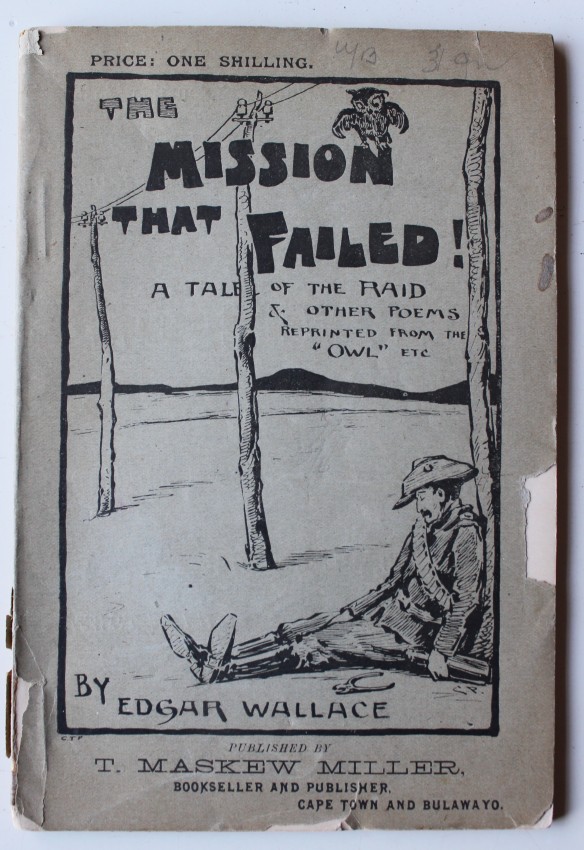 PRICE: ONE SHILLING.
THE
MISSION
THAT FAILED!
A TALE OF THE RAID
& OTHER POEMS
REPRINTED FROM THE
"OWL" ETC
BY EDGAR WALLACE
PUBLISHED BY
T. MASKEW MILLER,
BOOKSELLER AND PUBLISHER,
CAPE TOWN AND BULAWAYO.